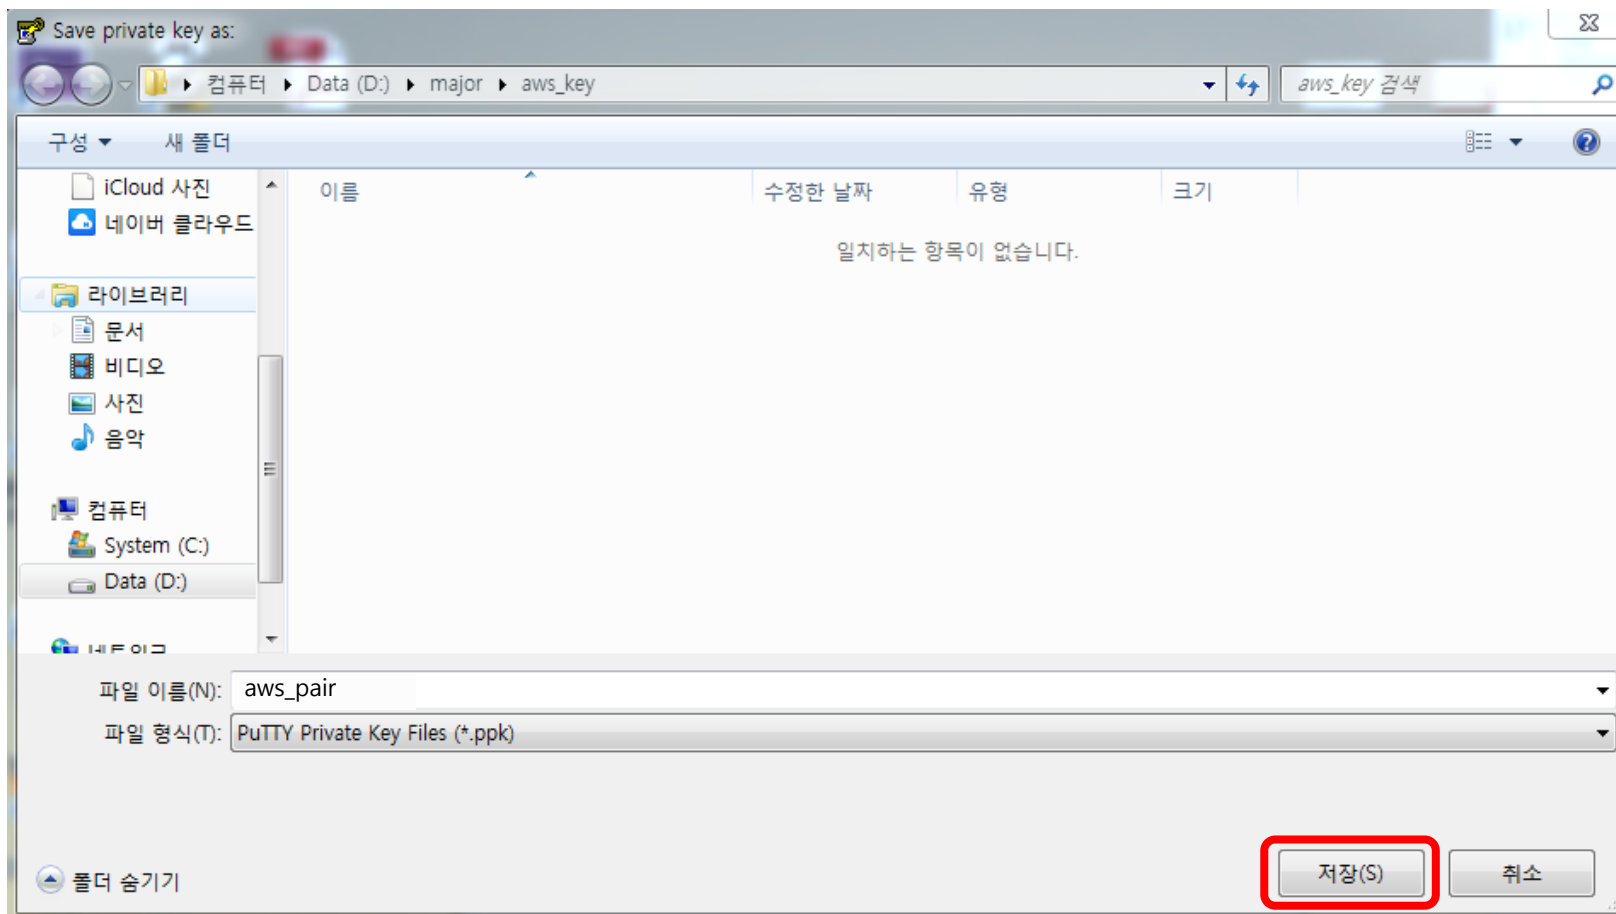 Save private key as:
컴퓨터 Data (D:) major aws_key
aws_key 검색
구성 새 폴더
iCloud 사진
네이버 클라우드
라이브러리
문서
비디오
사진
음악
컴퓨터
System (C:)
Data (D:)
이름 수정한 날짜 유형 크기
일치하는 항목이 없습니다.
파일 이름(N): aws_pair
파일 형식(T): PuTTY Private Key Files (*.ppk)
폴더 숨기기
저장(S) 취소